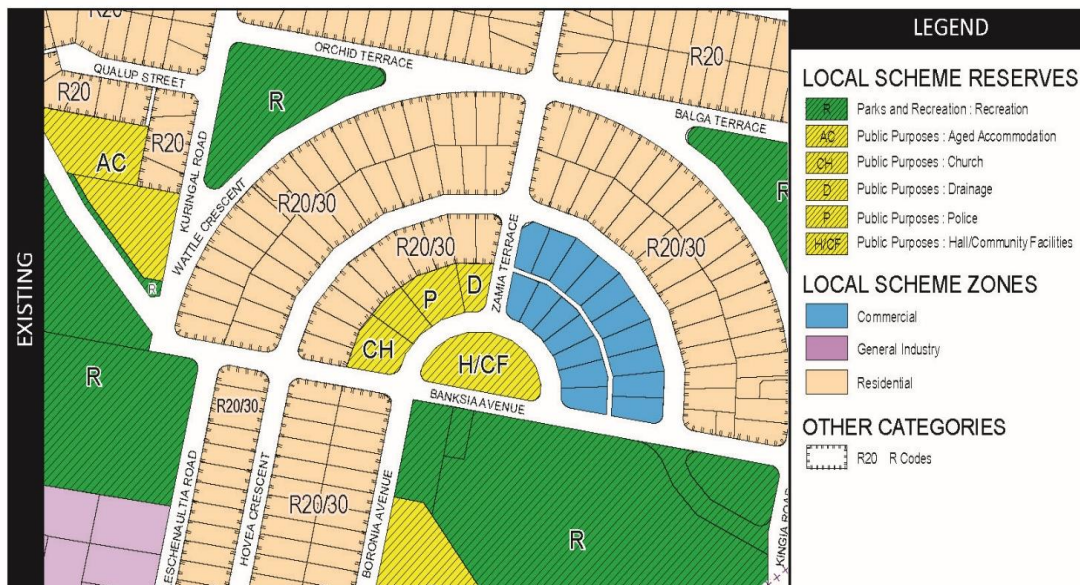 EXISTING
R20
ORCHID TERRACE
R20
QUALUP STREET
R20
R
BALGA TERRACE
R20
AC
KURINGAL ROAD
R
WATTLE CRESCENT
R20/30
R20/30
R20/30
ZAMIA TERRACE
D
P
R
CH
H/CF
R
BANKSIA AVENUE
R20/30
R20/30
ESCHENAULTIA ROAD
HOVEA CRESCENT
BORONIA AVENUE
R
KINGIA ROAD
LEGEND
LOCAL SCHEME RESERVES
R Parks and Recreation : Recreation
AC Public Purposes : Aged Accommodation
CH Public Purposes : Church
D Public Purposes : Drainage
P Public Purposes : Police
H/CF Public Purposes : Hall/Community Facilities
LOCAL SCHEME ZONES
Commercial
General Industry
Residential
OTHER CATEGORIES
R20 R Codes